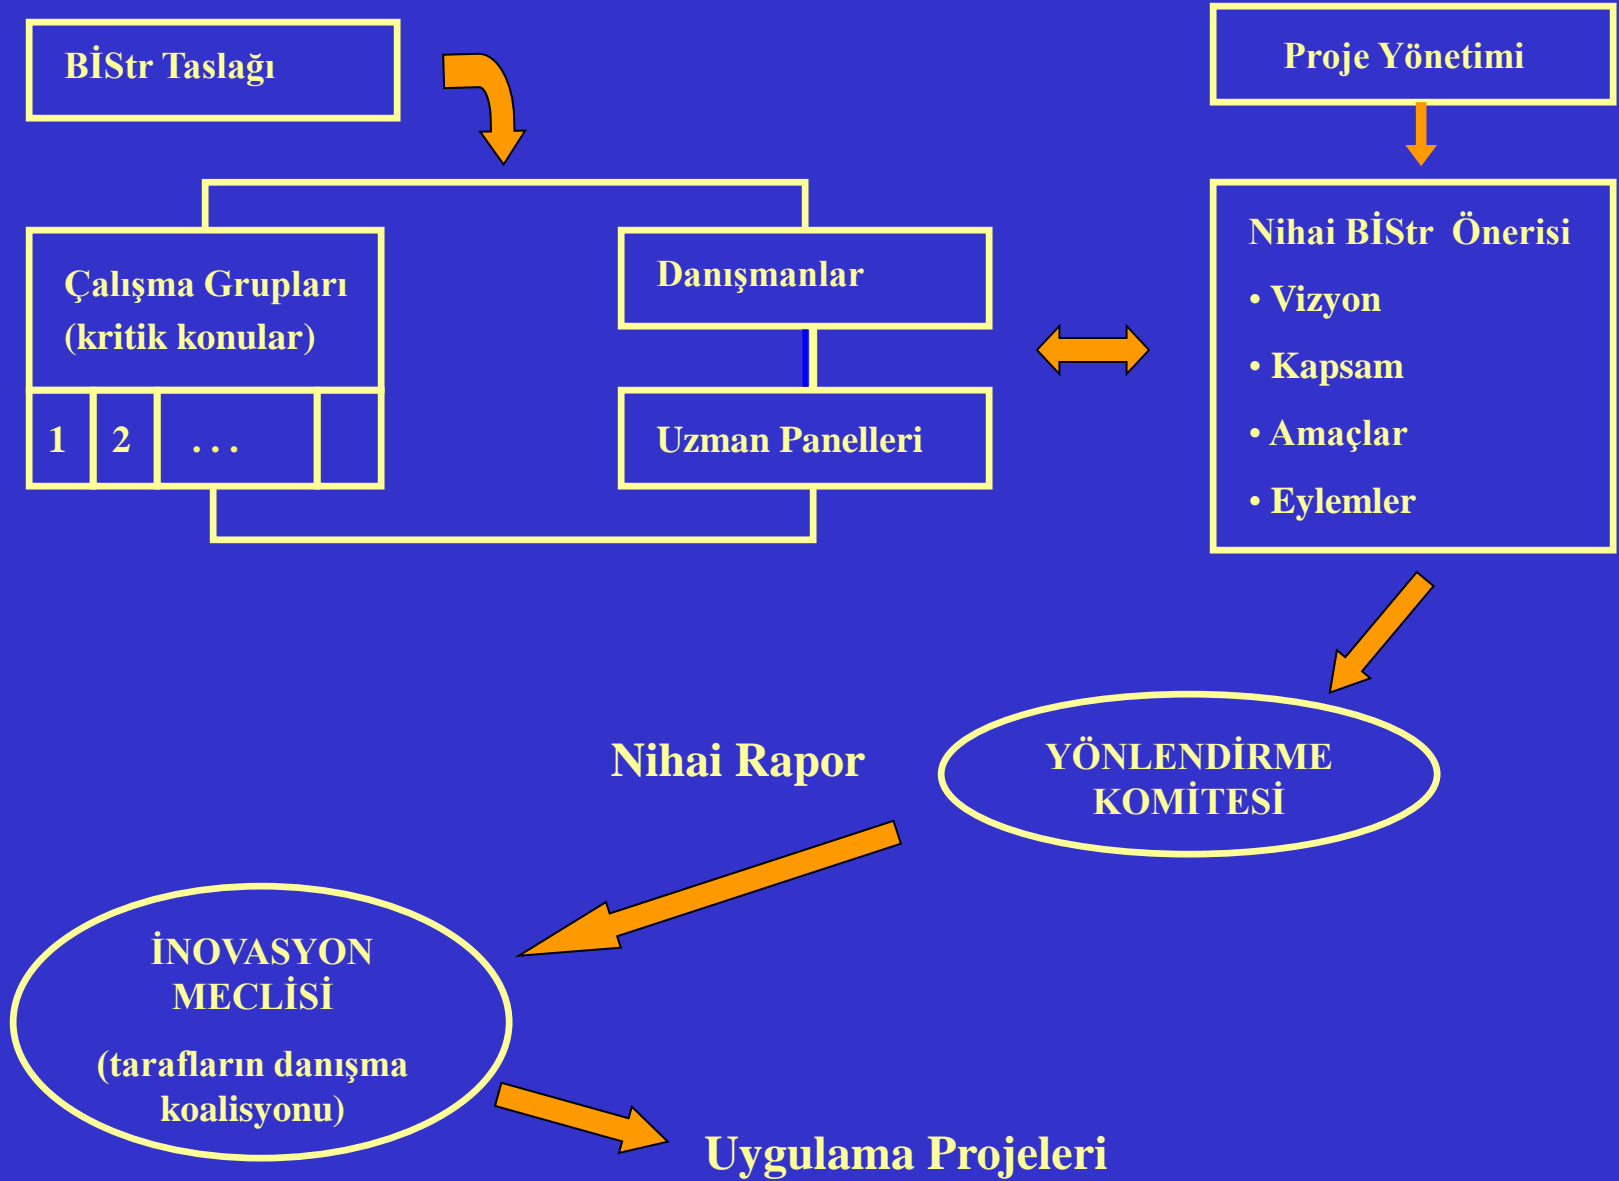 BİStr Taslağı
Proje Yönetimi
Çalışma Grupları
(kritik konular)
1 2 . . .
Danışmanlar
Uzman Panelleri
Nihai BİStr Önerisi
• Vizyon
• Kapsam
• Amaçlar
• Eylemler
YÖNLENDİRME
KOMİTESİ
Nihai Rapor
İNOVASYON
MECLİSİ
(tarafların danışma
koalisyonu)
Uygulama Projeleri